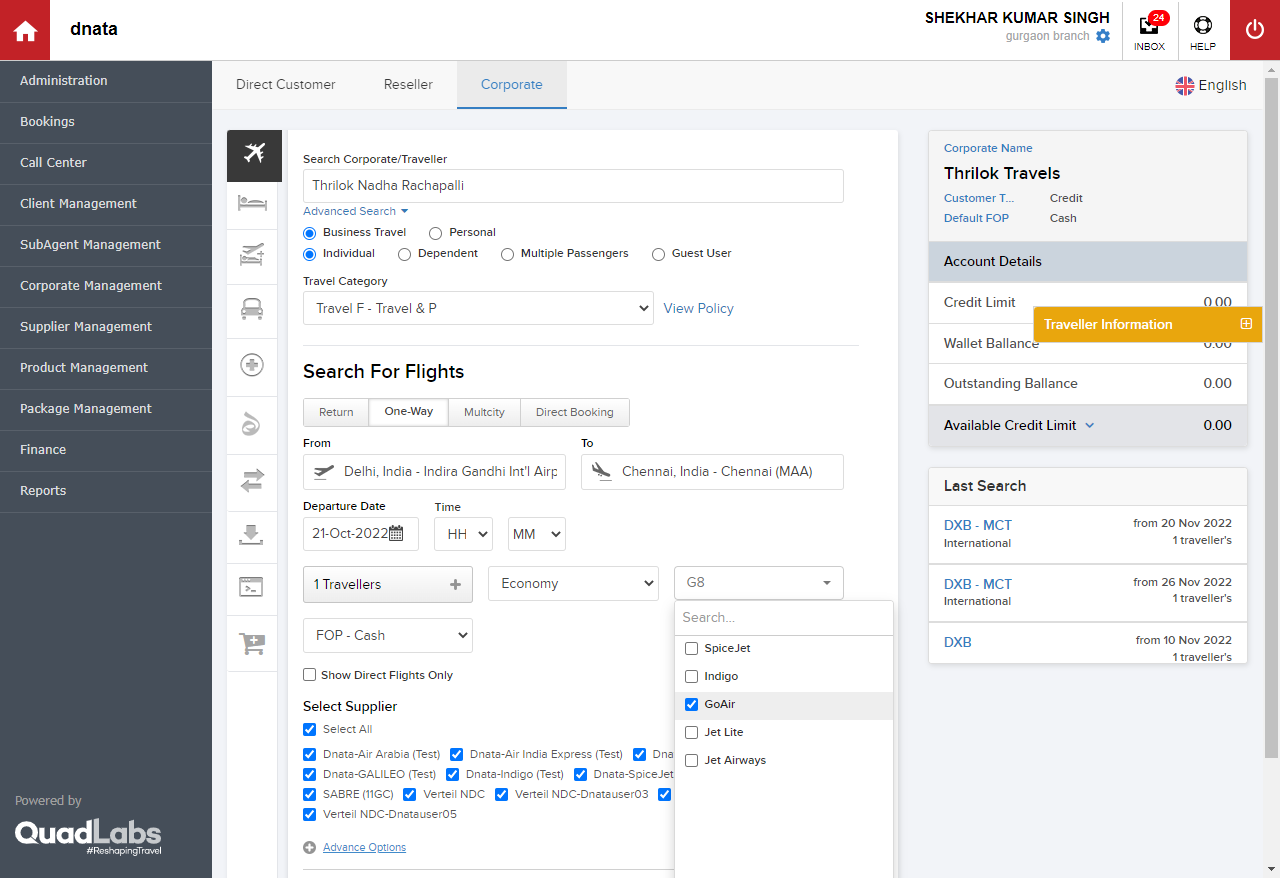 dnata
SHEKHAR KUMAR SINGH
gurgaon branch
24
INBOX
HELP
Administration
Bookings
Call Center
Client Management
SubAgent Management
Corporate Management
Supplier Management
Product Management
Package Management
Finance
Reports
Powered by
QuadLabs
#ReshapingTravel
Direct Customer
Reseller
Corporate
English
Search Corporate/Traveller
Thrilok Nadha Rachapalli
Advanced Search
Business Travel
Personal
Individual
Dependent
Multiple Passengers
Guest User
Travel Category
Travel F - Travel & P
View Policy
Search For Flights
Return
One-Way
Multcity
Direct Booking
From
To
Delhi, India - Indira Gandhi Int'l Airp
Chennai, India - Chennai (MAA)
Departure Date
Time
21-Oct-2022
HH
MM
1 Travellers
Economy
G8
FOP - Cash
Search...
SpiceJet
Indigo
GoAir
Jet Lite
Jet Airways
Show Direct Flights Only
Select Supplier
Select All
Dnata-Air Arabia (Test)
Dnata-Air India Express (Test)
Dna
Dnata-GALILEO (Test)
Dnata-Indigo (Test)
Dnata-SpiceJet
SABRE (11GC)
Verteil NDC
Verteil NDC-Dnatauser03
Verteil NDC-Dnatauser05
Advance Options
Corporate Name
Thrilok Travels
Customer T...
Credit
Default FOP
Cash
Account Details
Credit Limit
0.00
Traveller Information
Wallet Ballance
0.00
Outstanding Ballance
0.00
Available Credit Limit
0.00
Last Search
DXB - MCT
from 20 Nov 2022
International
1 traveller's
DXB - MCT
from 26 Nov 2022
International
1 traveller's
DXB
from 10 Nov 2022
1 traveller's